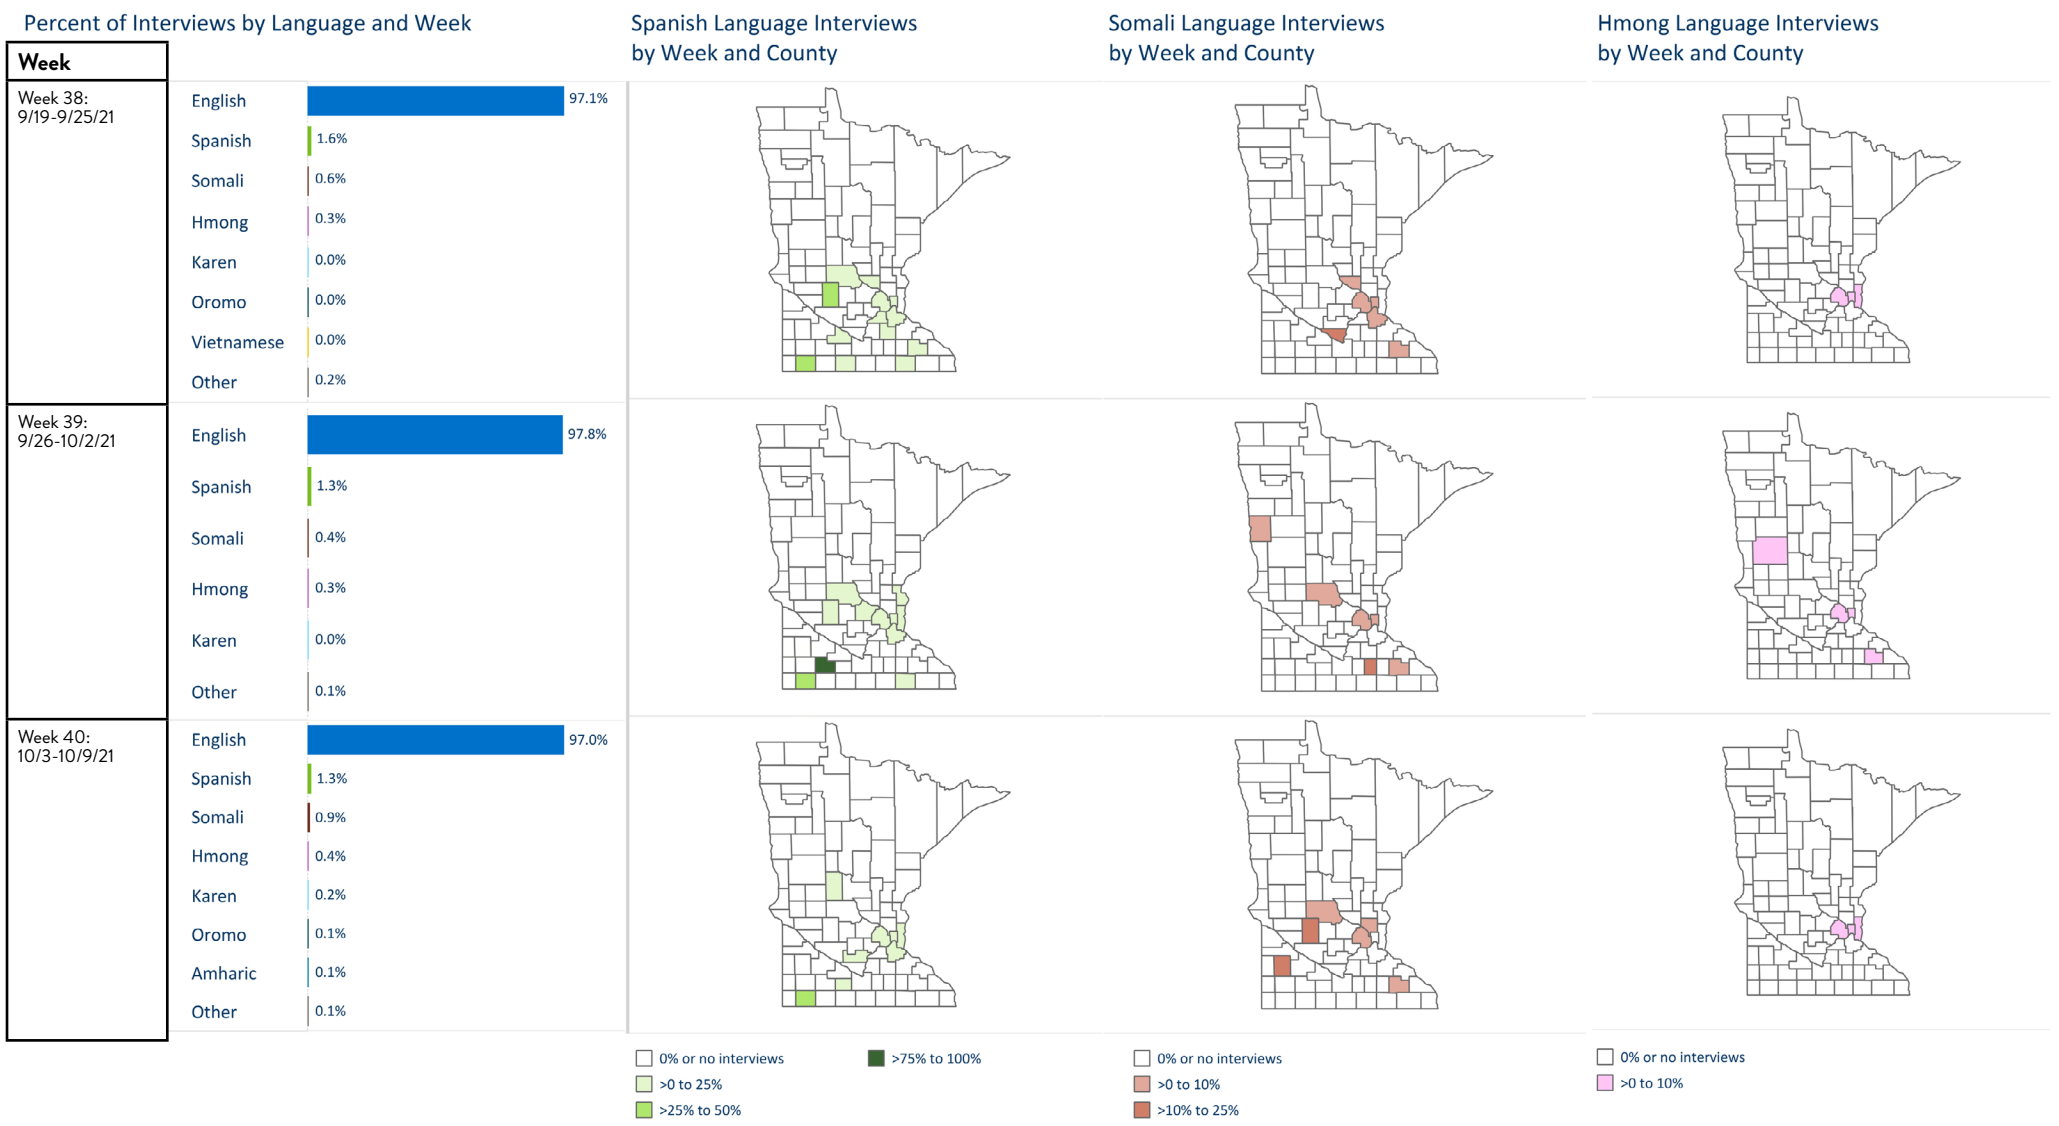 Percent of Interviews by Language and Week
Spanish Language Interviews
by Week and County
Somali Language Interviews
by Week and County
Hmong Language Interviews
by Week and County
Week
Week 38:
9/19-9/25/21
English 97.1%
Spanish 1.6%
Somali 0.6%
Hmong 0.3%
Karen 0.0%
Oromo 0.0%
Vietnamese 0.0%
Other 0.2%
Week 39:
9/26-10/2/21
English 97.8%
Spanish 1.3%
Somali 0.4%
Hmong 0.3%
Karen 0.0%
Other 0.1%
Week 40:
10/3-10/9/21
English 97.0%
Spanish 1.3%
Somali 0.9%
Hmong 0.4%
Karen 0.2%
Oromo 0.1%
Amharic 0.1%
Other 0.1%
0% or no interviews
>0 to 25%
>25% to 50%
>75% to 100%
0% or no interviews
>0 to 10%
>10% to 25%
0% or no interviews
>0 to 10%